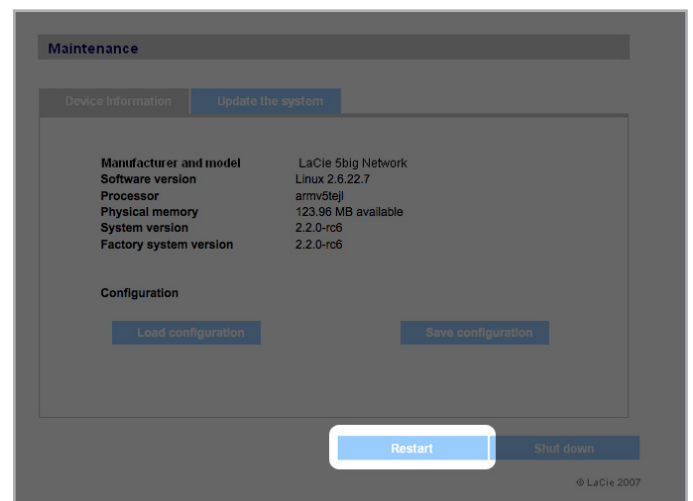 Maintenance
Device Information Update the system
Manufacturer and model LaCie 5big Network
Software version Linux 2.6.22.7
Processor armv5tejl
Physical memory 123.96 MB available
System version 2.2.0-rc6
Factory system version 2.2.0-rc6
Configuration
Load configuration Save configuration
Restart Shut down
© LaCie 2007